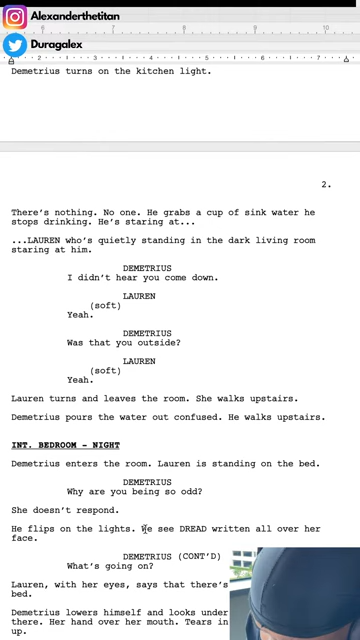 Alexanderthetitan
Duragalex
Demetrius turns on the kitchen light.
2.
There's nothing. No one. He grabs a cup of sink water he
stops drinking. He's staring at...
...LAUREN who's quietly standing in the dark living room
staring at him.
DEMETRIUS
I didn't hear you come down.
LAUREN
(soft)
Yeah.
DEMETRIUS
Was that you outside?
LAUREN
(soft)
Yeah.
Lauren turns and leaves the room. She walks upstairs.
Demetrius pours the water out confused. He walks upstairs.
INT. BEDROOM - NIGHT
Demetrius enters the room. Lauren is standing on the bed.
DEMETRIUS
Why are you being so odd?
She doesn't respond.
He flips on the lights. We see DREAD written all over her
face.
DEMETRIUS (CONT'D)
What's going on?
Lauren, with her eyes, says that there's
bed.
Demetrius lowers himself and looks under
there. Her hand over her mouth. Tears in
up.